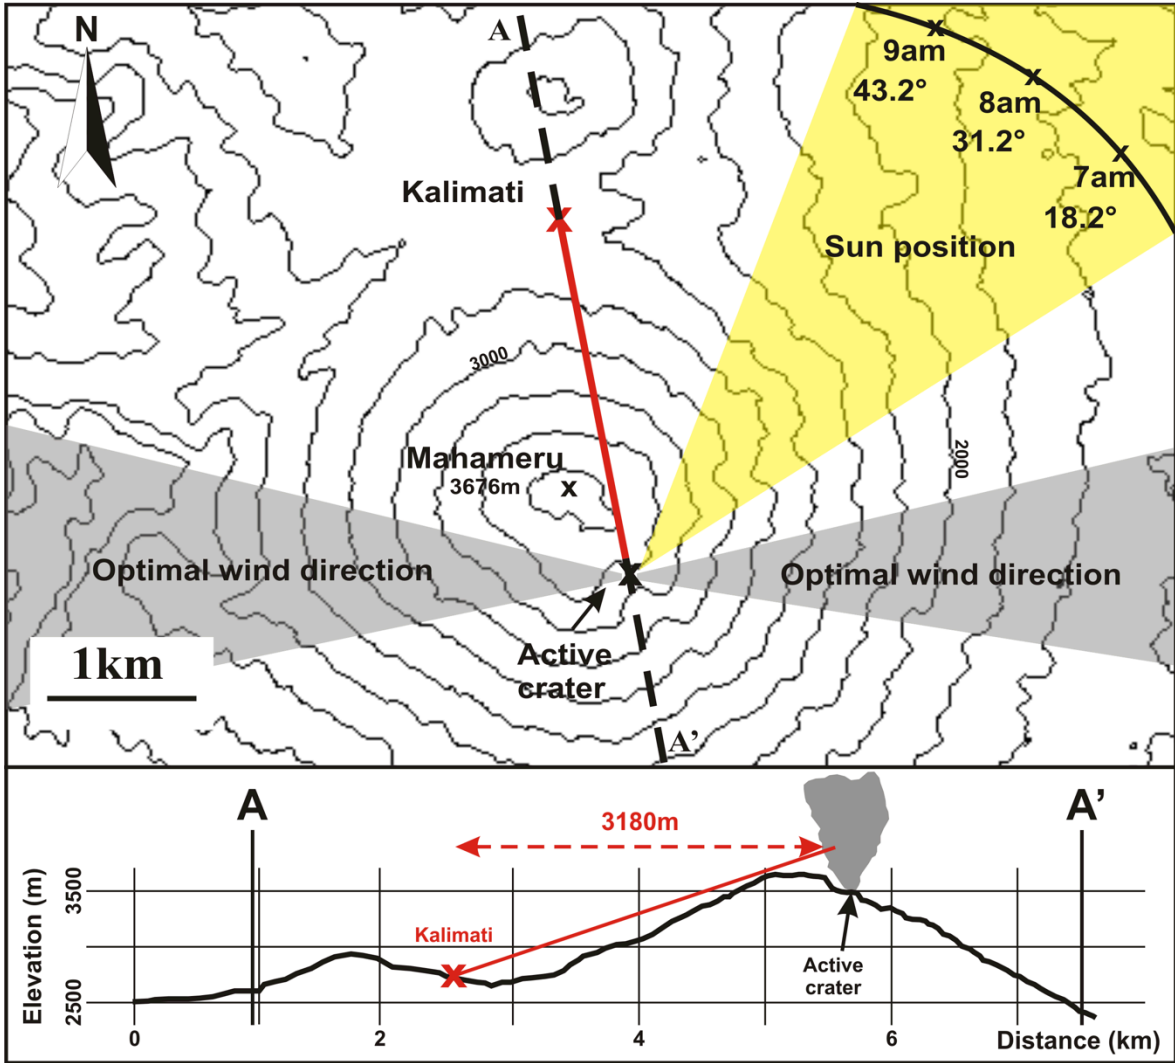 N
A
9am
43.2°
8am
31.2°
7am
18.2°
Kalimati
Sun position
3000
Mahameru
3676m
2000
Optimal wind direction
Optimal wind direction
Active
crater
1km
A'
A
A'
3180m
Elevation (m)
3500
2500
Kalimati
Active
crater
0
2
4
6
Distance (km)